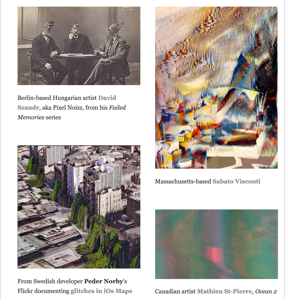 Berlin-based Hungarian artist David
Szauder, aka Pixel Noizz, from his Failed
Memories series
Massachusetts-based Sabato Visconti
From Swedish developer Peder Norby's
Flickr documenting glitches in iOs Maps
Canadian artist Mathieu St-Pierre, Ocean 2